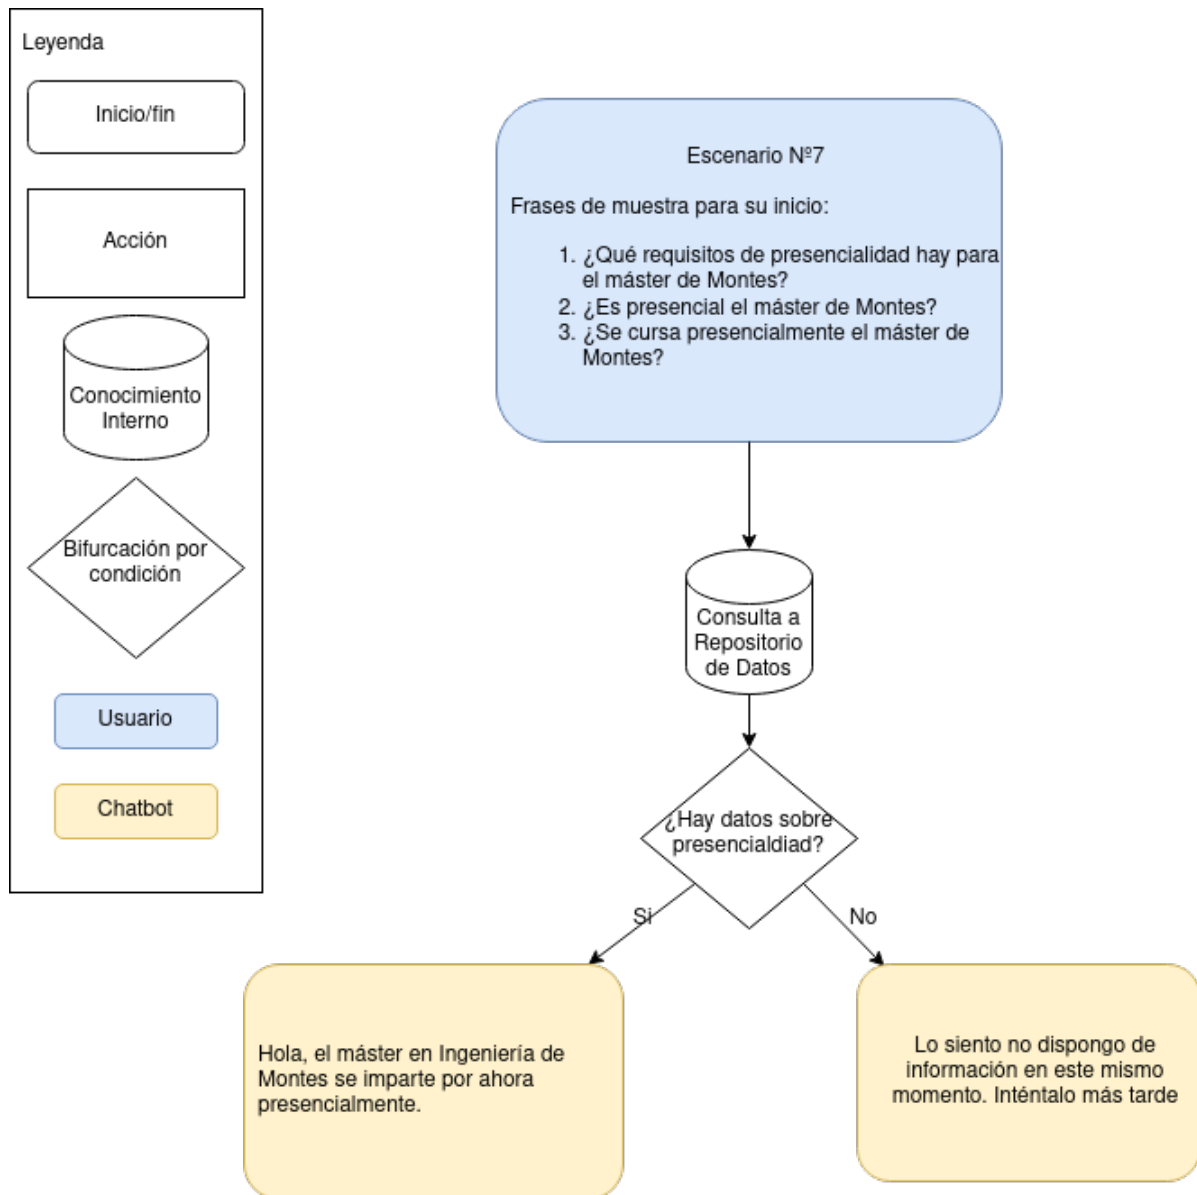 Leyenda
Inicio/fin
Acción
Conocimiento
Interno
Bifurcación por
condición
Usuario
Chatbot
Escenario Nº7
Frases de muestra para su inicio:
1. ¿Qué requisitos de presencialidad hay para
el máster de Montes?
2. ¿Es presencial el máster de Montes?
3. ¿Se cursa presencialmente el máster de
Montes?
Consulta a
Repositorio
de Datos
¿Hay datos sobre
presencialdiad?
Si
No
Hola, el máster en Ingeniería de
Montes se imparte por ahora
presencialmente.
Lo siento no dispongo de
información en este mismo
momento. Inténtalo más tarde